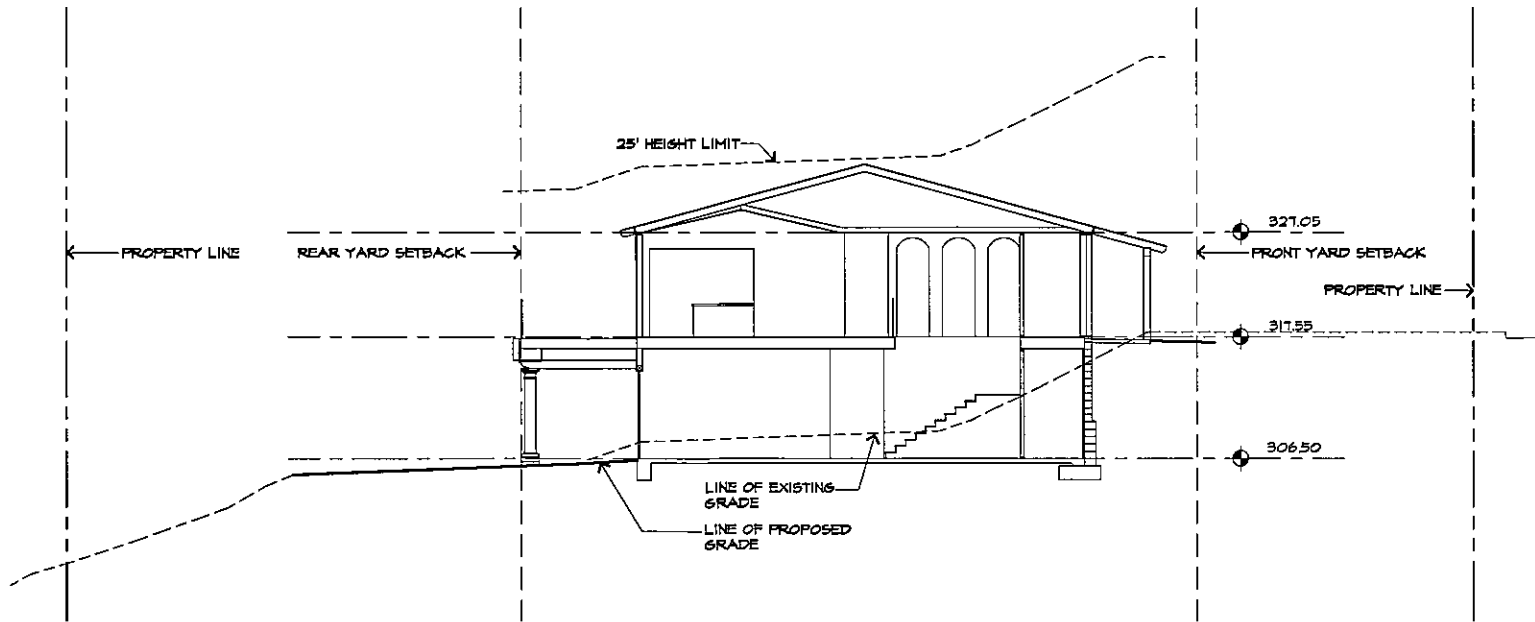 25' HEIGHT LIMIT
327.05
PROPERTY LINE
REAR YARD SETBACK
FRONT YARD SETBACK
PROPERTY LINE
317.55
306.50
LINE OF EXISTING
GRADE
LINE OF PROPOSED
GRADE